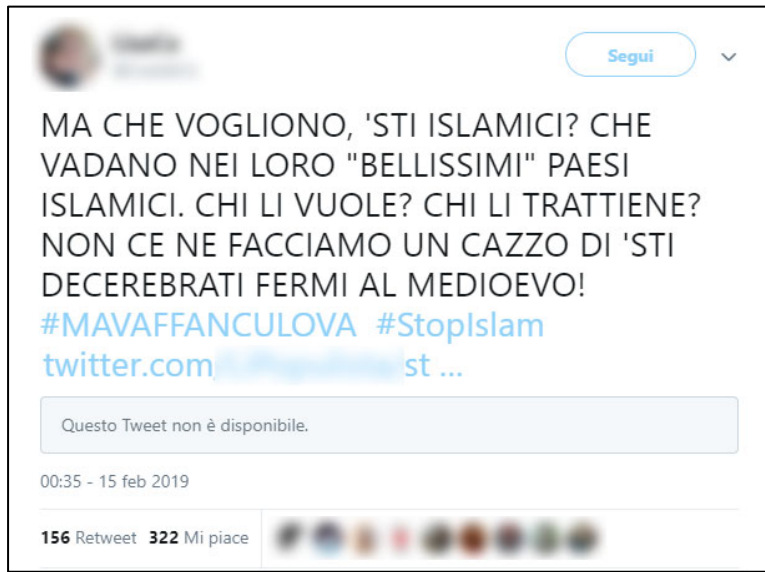 Segui
MA CHE VOGLIONO, 'STI ISLAMICI? CHE
VADANO NEI LORO "BELLISSIMI" PAESI
ISLAMICI. CHI LI VUOLE? CHI LI TRATTIENE?
NON CE NE FACCIAMO UN CAZZO DI 'STI
DECEREBRATI FERMI AL MEDIOEVO!
#MAVAFFANCULOVA #StopIslam
twitter.com/ st ...
Questo Tweet non è disponibile.
00:35 - 15 feb 2019
156 Retweet 322 Mi piace